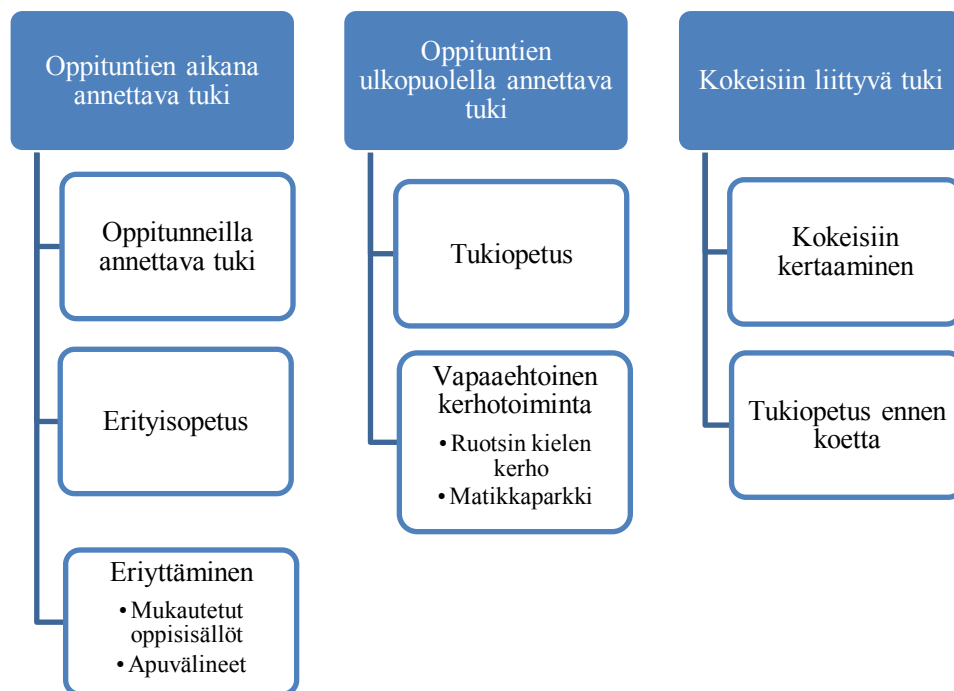 Oppituntien aikana
annettava tuki
Oppitunneilla
annettava tuki
Erityisopetus
Eriyttäminen
• Mukautetut
oppisisällöt
• Apuvälineet
Oppituntien
ulkopuolella annettava
tuki
Tukiopetus
Vapaaehtoinen
kerhotoiminta
• Ruotsin kielen
kerho
• Matikkaparkki
Kokeisiin liittyvä tuki
Kokeisiin
kertaaminen
Tukiopetus ennen
koetta